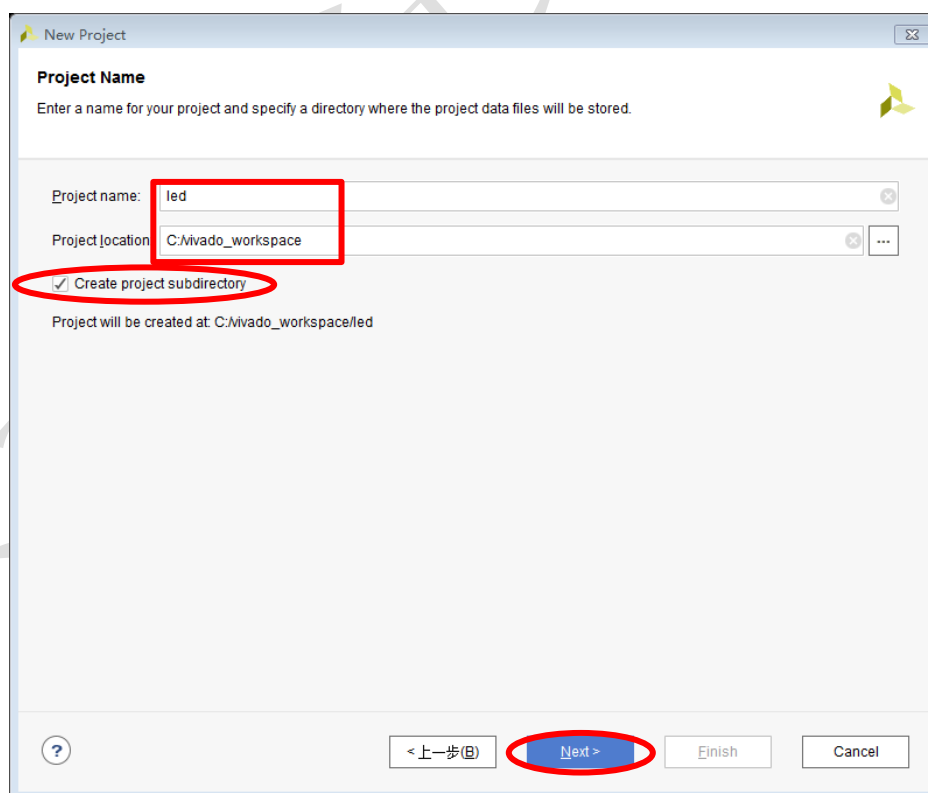 New Project
Project Name
Enter a name for your project and specify a directory where the project data files will be stored.
Project name: led
Project location C:/vivado_workspace
...
Create project subdirectory
Project will be created at: C:/vivado_workspace/led
?
<上一步(B)
Next >
Finish
Cancel